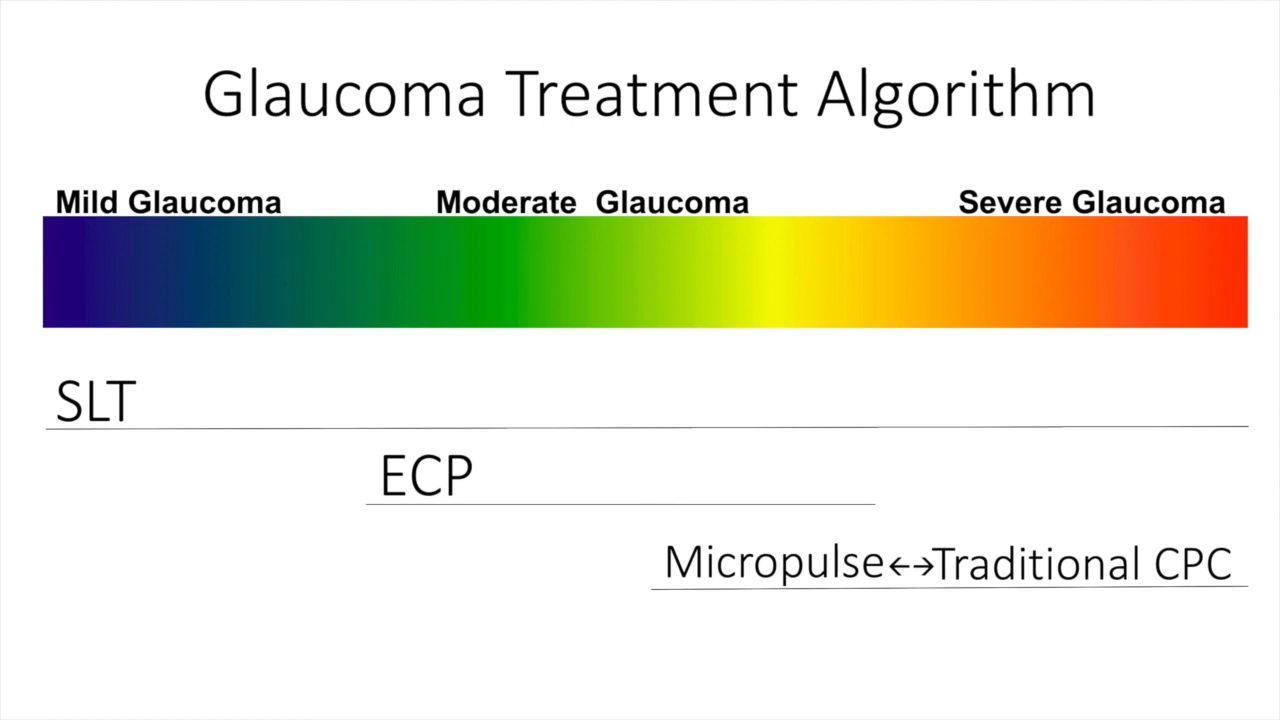 Glaucoma Treatment Algorithm
Mild Glaucoma Moderate Glaucoma Severe Glaucoma
SLT
ECP
Micropulse↔Traditional CPC